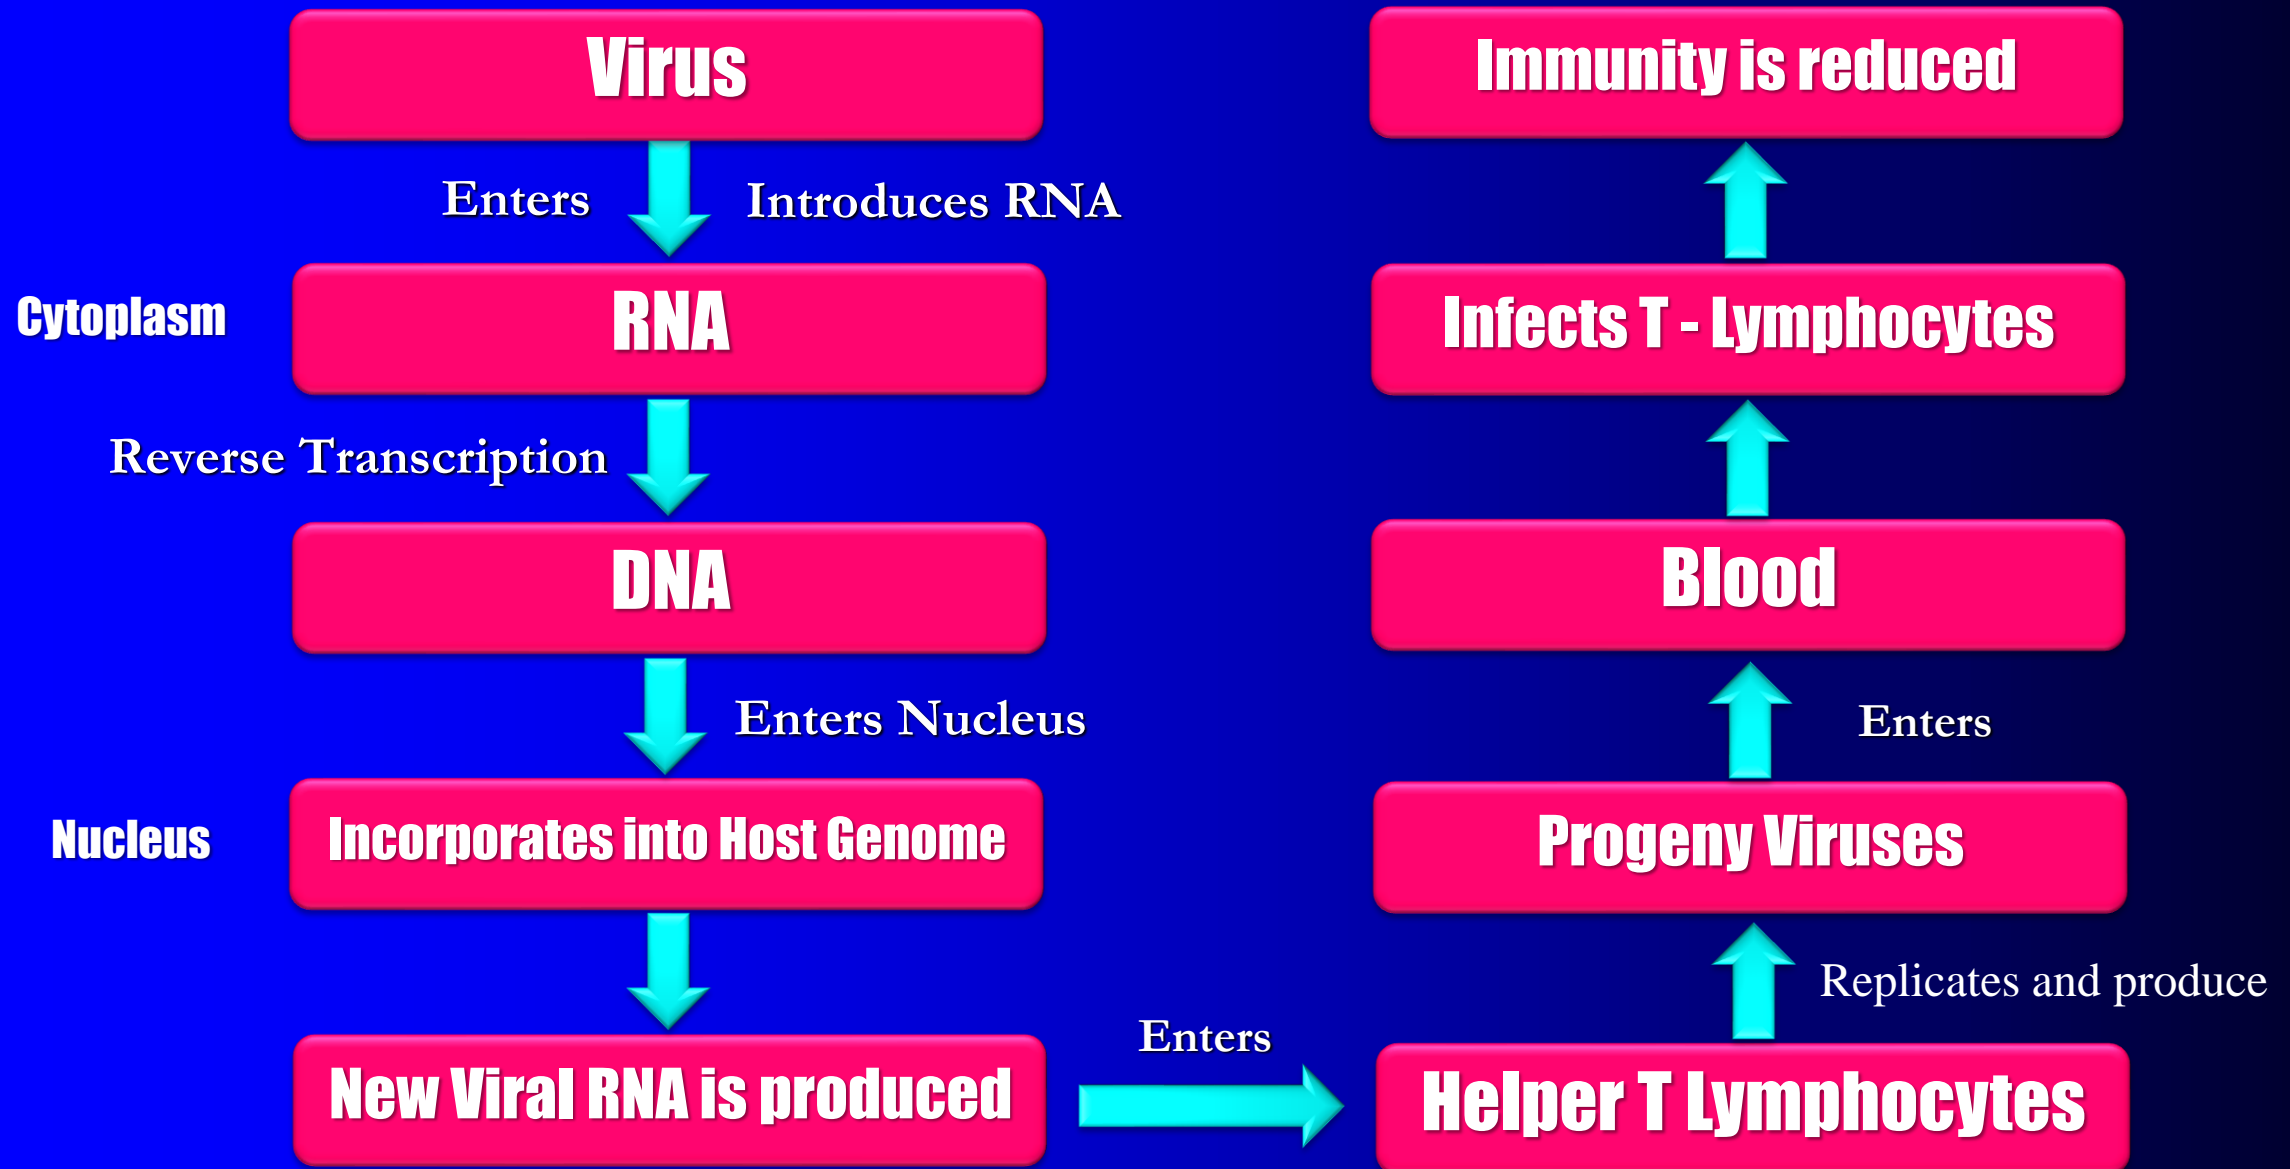 Virus
Enters
Introduces RNA
Cytoplasm
RNA
Reverse Transcription
DNA
Enters Nucleus
Nucleus
Incorporates into Host Genome
New Viral RNA is produced
Enters
Helper T Lymphocytes
Replicates and produce
Progeny Viruses
Enters
Blood
Infects T - Lymphocytes
Immunity is reduced